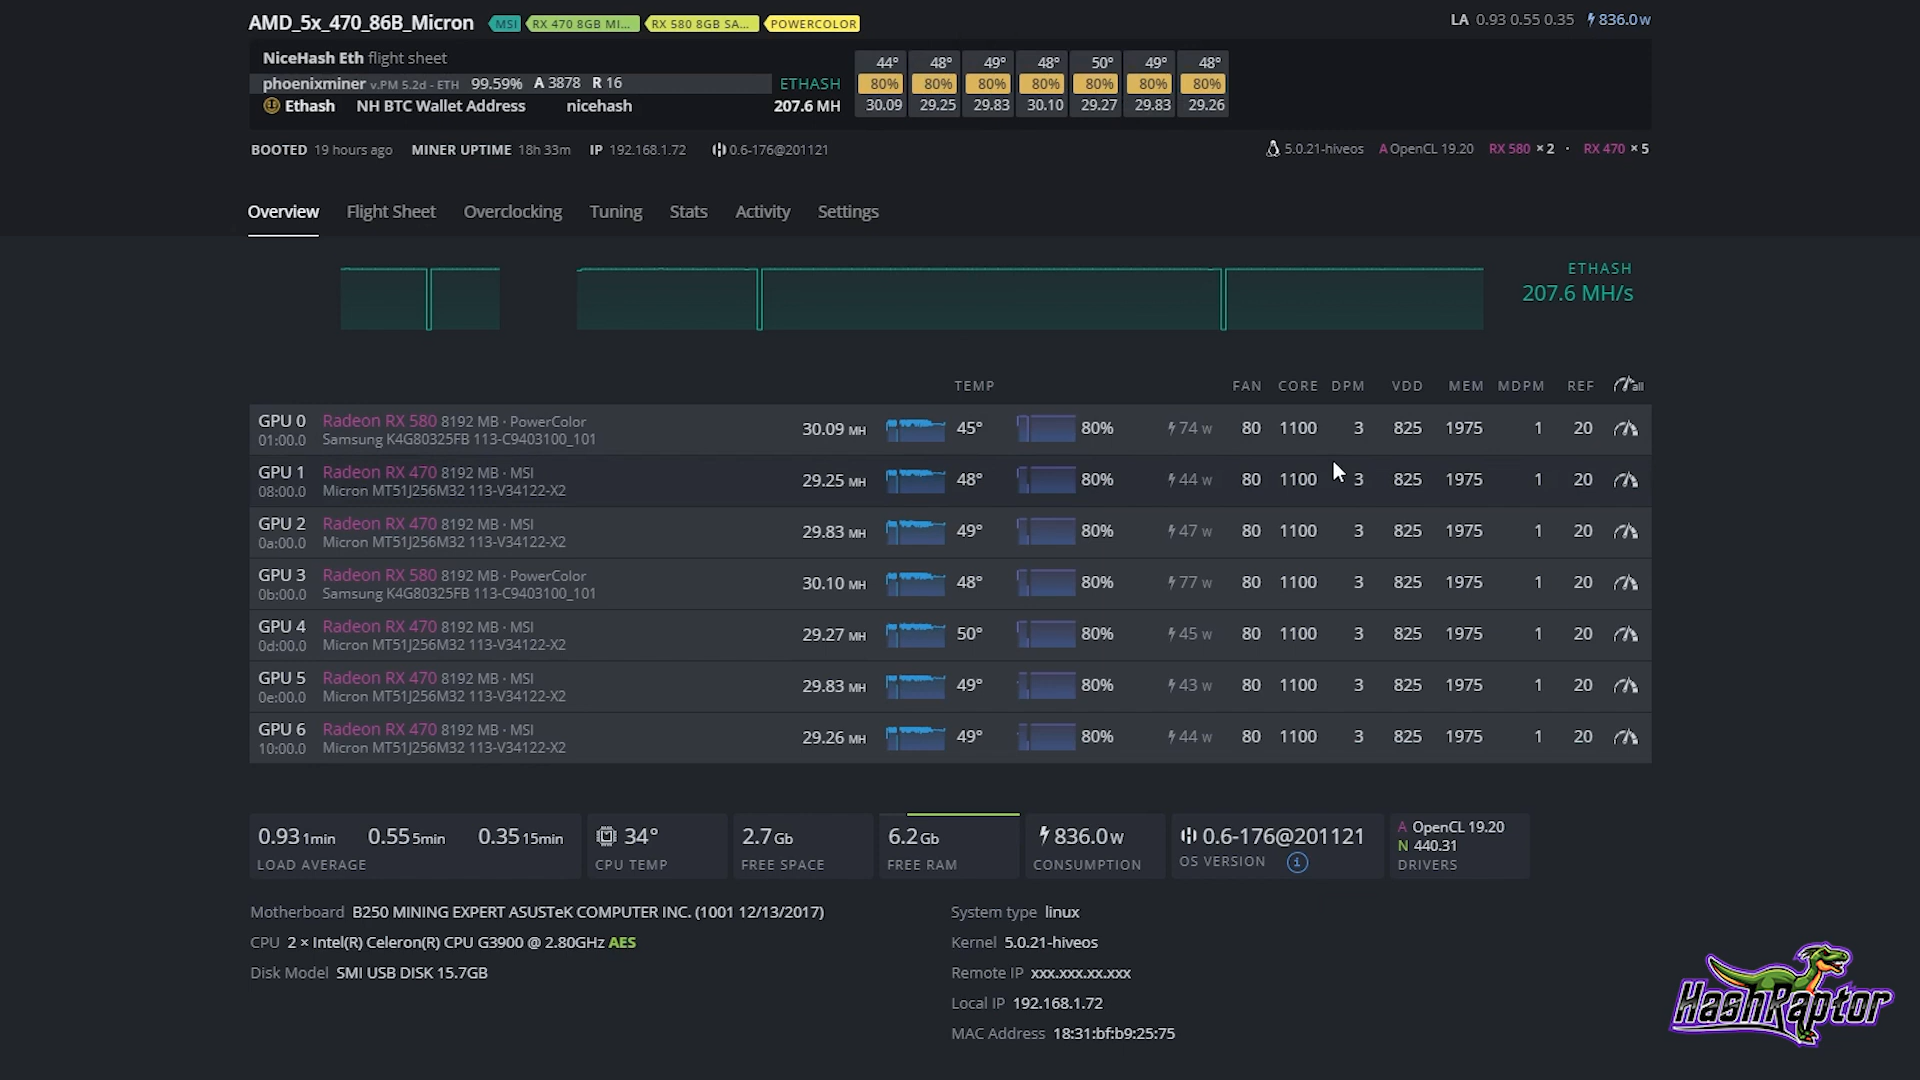 AMD_5x_470_86B_Micron MSI RX 470 8GB MI... RX 580 8GB SA... POWERCOLOR LA 0.93 0.55 0.35 836.0 w
NiceHash Eth flight sheet
44° 48° 49° 48° 50° 49° 48°
phoenixminer v.PM 5.2d - ETH 99.59% A 3878 R 16 ETHASH 80% 80% 80% 80% 80% 80% 80%
Ethash NH BTC Wallet Address nicehash 207.6 MH 30.09 29.25 29.83 30.10 29.27 29.83 29.26
BOOTED 19 hours ago MINER UPTIME 18h 33m IP 192.168.1.72 0.6-176@201121 5.0.21-hiveos A OpenCL 19.20 RX 580 × 2 · RX 470 × 5
Overview Flight Sheet Overclocking Tuning Stats Activity Settings
ETHASH
207.6 MH/s
TEMP FAN CORE DPM VDD MEM MDPM REF all
GPU 0 Radeon RX 580 8192 MB · PowerColor
01:00.0 Samsung K4G80325FB 113-C9403100_101
30.09 MH 45° 80% 74 w 80 1100 3 825 1975 1 20
GPU 1 Radeon RX 470 8192 MB · MSI
08:00.0 Micron MT51J256M32 113-V34122-X2
29.25 MH 48° 80% 44 w 80 1100 3 825 1975 1 20
GPU 2 Radeon RX 470 8192 MB · MSI
0a:00.0 Micron MT51J256M32 113-V34122-X2
29.83 MH 49° 80% 47 w 80 1100 3 825 1975 1 20
GPU 3 Radeon RX 580 8192 MB · PowerColor
0b:00.0 Samsung K4G80325FB 113-C9403100_101
30.10 MH 48° 80% 77 w 80 1100 3 825 1975 1 20
GPU 4 Radeon RX 470 8192 MB · MSI
0d:00.0 Micron MT51J256M32 113-V34122-X2
29.27 MH 50° 80% 45 w 80 1100 3 825 1975 1 20
GPU 5 Radeon RX 470 8192 MB · MSI
0e:00.0 Micron MT51J256M32 113-V34122-X2
29.83 MH 49° 80% 43 w 80 1100 3 825 1975 1 20
GPU 6 Radeon RX 470 8192 MB · MSI
10:00.0 Micron MT51J256M32 113-V34122-X2
29.26 MH 49° 80% 44 w 80 1100 3 825 1975 1 20
0.93 1min 0.55 5min 0.35 15min
LOAD AVERAGE
34°
CPU TEMP
2.7 Gb
FREE SPACE
6.2 Gb
FREE RAM
836.0 w
CONSUMPTION
0.6-176@201121
OS VERSION i
A OpenCL 19.20
N 440.31
DRIVERS
Motherboard B250 MINING EXPERT ASUSTeK COMPUTER INC. (1001 12/13/2017)
CPU 2 × Intel(R) Celeron(R) CPU G3900 @ 2.80GHz AES
Disk Model SMI USB DISK 15.7GB
System type linux
Kernel 5.0.21-hiveos
Remote IP xxx.xxx.xx.xxx
Local IP 192.168.1.72
MAC Address 18:31:bf:b9:25:75
HashRaptor